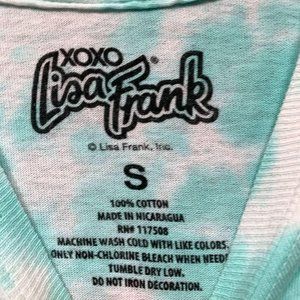 XOXO
Lisa Frank®
© Lisa Frank, Inc.
S
100% COTTON
MADE IN NICARAGUA
RN# 117508
MACHINE WASH COLD WITH LIKE COLORS,
ONLY NON-CHLORINE BLEACH WHEN NEED
TUMBLE DRY LOW.
DO NOT IRON DECORATION.